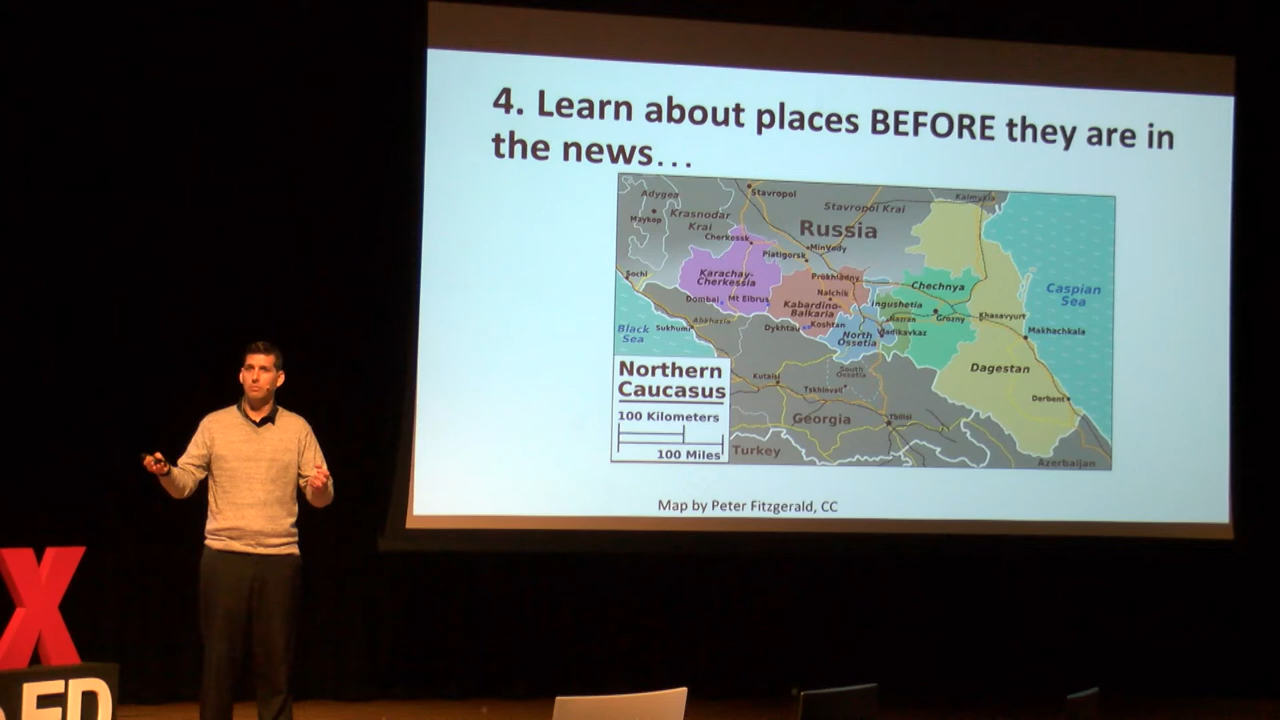 4. Learn about places BEFORE they are in
the news...
Adygea
Maykop
Krasnodar
Krai
Stavropol
Stavropol Krai
Kalmykia
Russia
Cherkessk
MinVody
Piatigorsk
Prokhladny
Sochi
Karachay-
Cherkessia
Dombai
Mt Elbrus
Nalchik
Kabardino-
Balkaria
Chechnya
Ingushetia
Nazran
Grozny
Khasavyurt
Caspian
Sea
Makhachkala
Black
Sea
Sukhumi
Abkhazia
Dykhtau
Koshtan
North
Ossetia
Vladikavkaz
Dagestan
Derbent
Northern
Caucasus
100 Kilometers
100 Miles
Kutaisi
South
Ossetia
Tskhinvali
Georgia
Tbilisi
Turkey
Azerbaijan
Map by Peter Fitzgerald, CC
X
ED